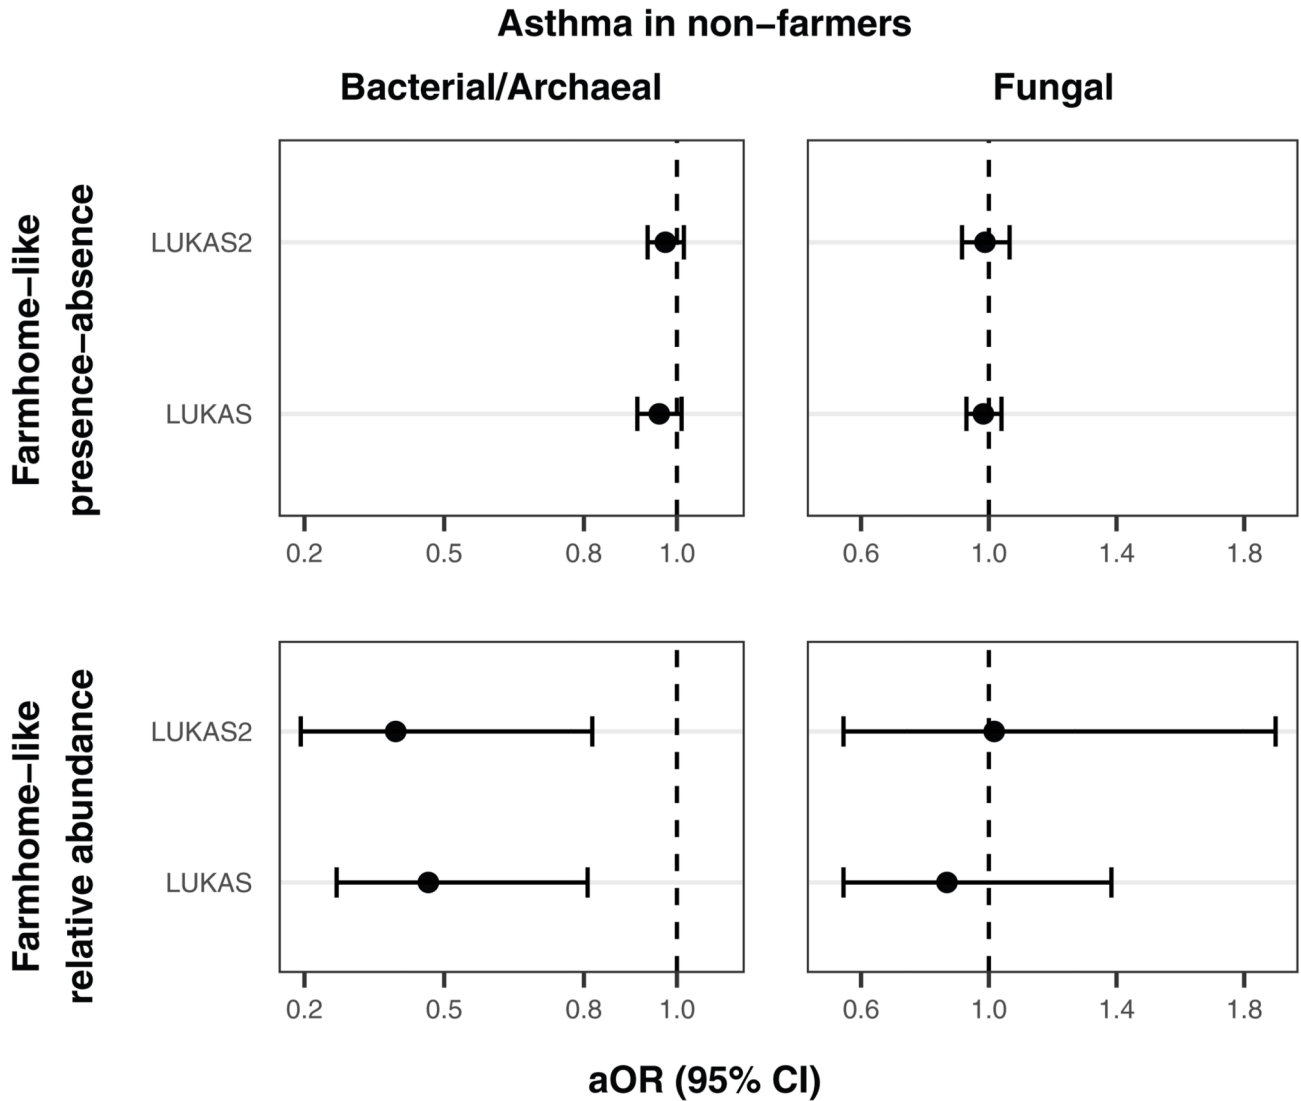 Asthma in non–farmers
Bacterial/Archaeal
Fungal
Farmhome–like
presence–absence
LUKAS2
LUKAS
0.2 0.5 0.8 1.0
0.6 1.0 1.4 1.8
Farmhome–like
relative abundance
LUKAS2
LUKAS
0.2 0.5 0.8 1.0
0.6 1.0 1.4 1.8
aOR (95% CI)